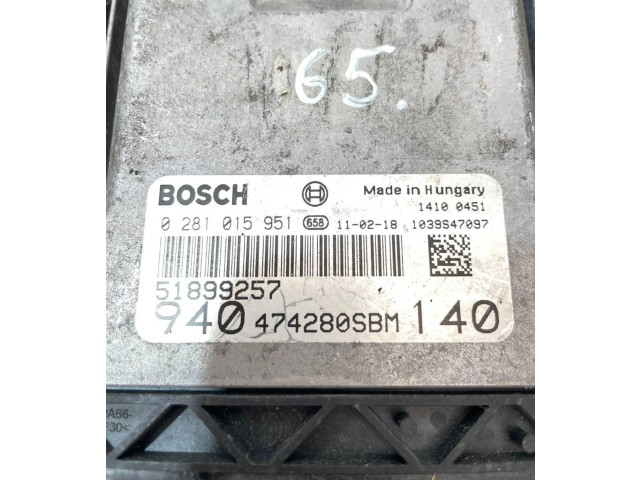 65.
BOSCH Made in Hungary
1410 0451
0 281 015 951 658 11-02-18 1039S47097
51899257
940 474280SBM 140